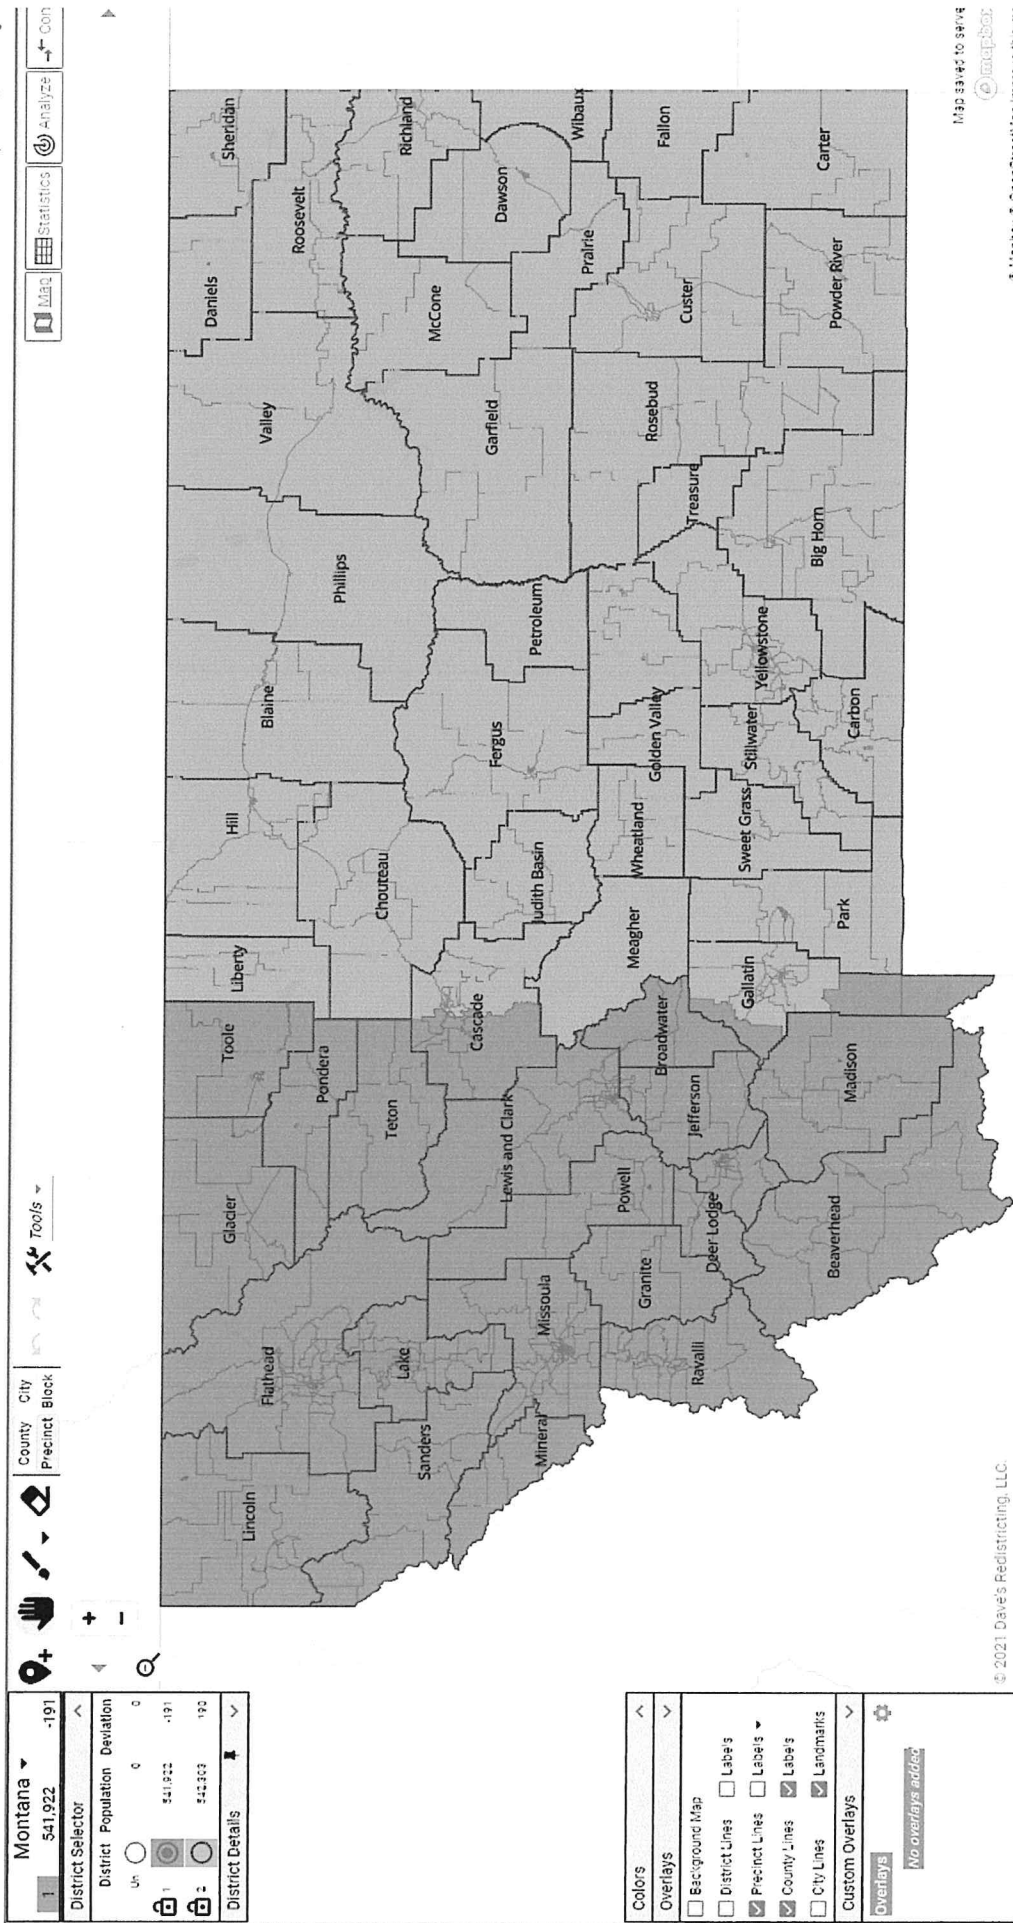 Montana
1 541,922 -191
District Selector
District Population Deviation
Un 0 0
1 541,922 -191
2 542,303 190
District Details
County City
Precinct Block
Tools
Map
Statistics
Analyze
Con
Colors
Overlays
Background Map
District Lines Labels
Precinct Lines Labels
County Lines Labels
City Lines Landmarks
Custom Overlays
Overlays
No overlays added
Lincoln
Flathead
Glacier
Toole
Liberty
Hill
Blaine
Phillips
Valley
Daniels
Sheridan
Roosevelt
Richland
Sanders
Lake
Pondera
Teton
Chouteau
McCone
Dawson
Wibaux
Mineral
Missoula
Lewis and Clark
Cascade
Judith Basin
Fergus
Petroleum
Garfield
Prairie
Fallon
Powell
Granite
Ravalli
Deer Lodge
Jefferson
Broadwater
Meagher
Wheatland
Golden Valley
Treasure
Rosebud
Custer
Beaverhead
Madison
Gallatin
Park
Sweet Grass
Stillwater
Yellowstone
Carbon
Big Horn
Powder River
Carter
© 2021 Dave's Redistricting, LLC.
Map saved to serve
mapbox